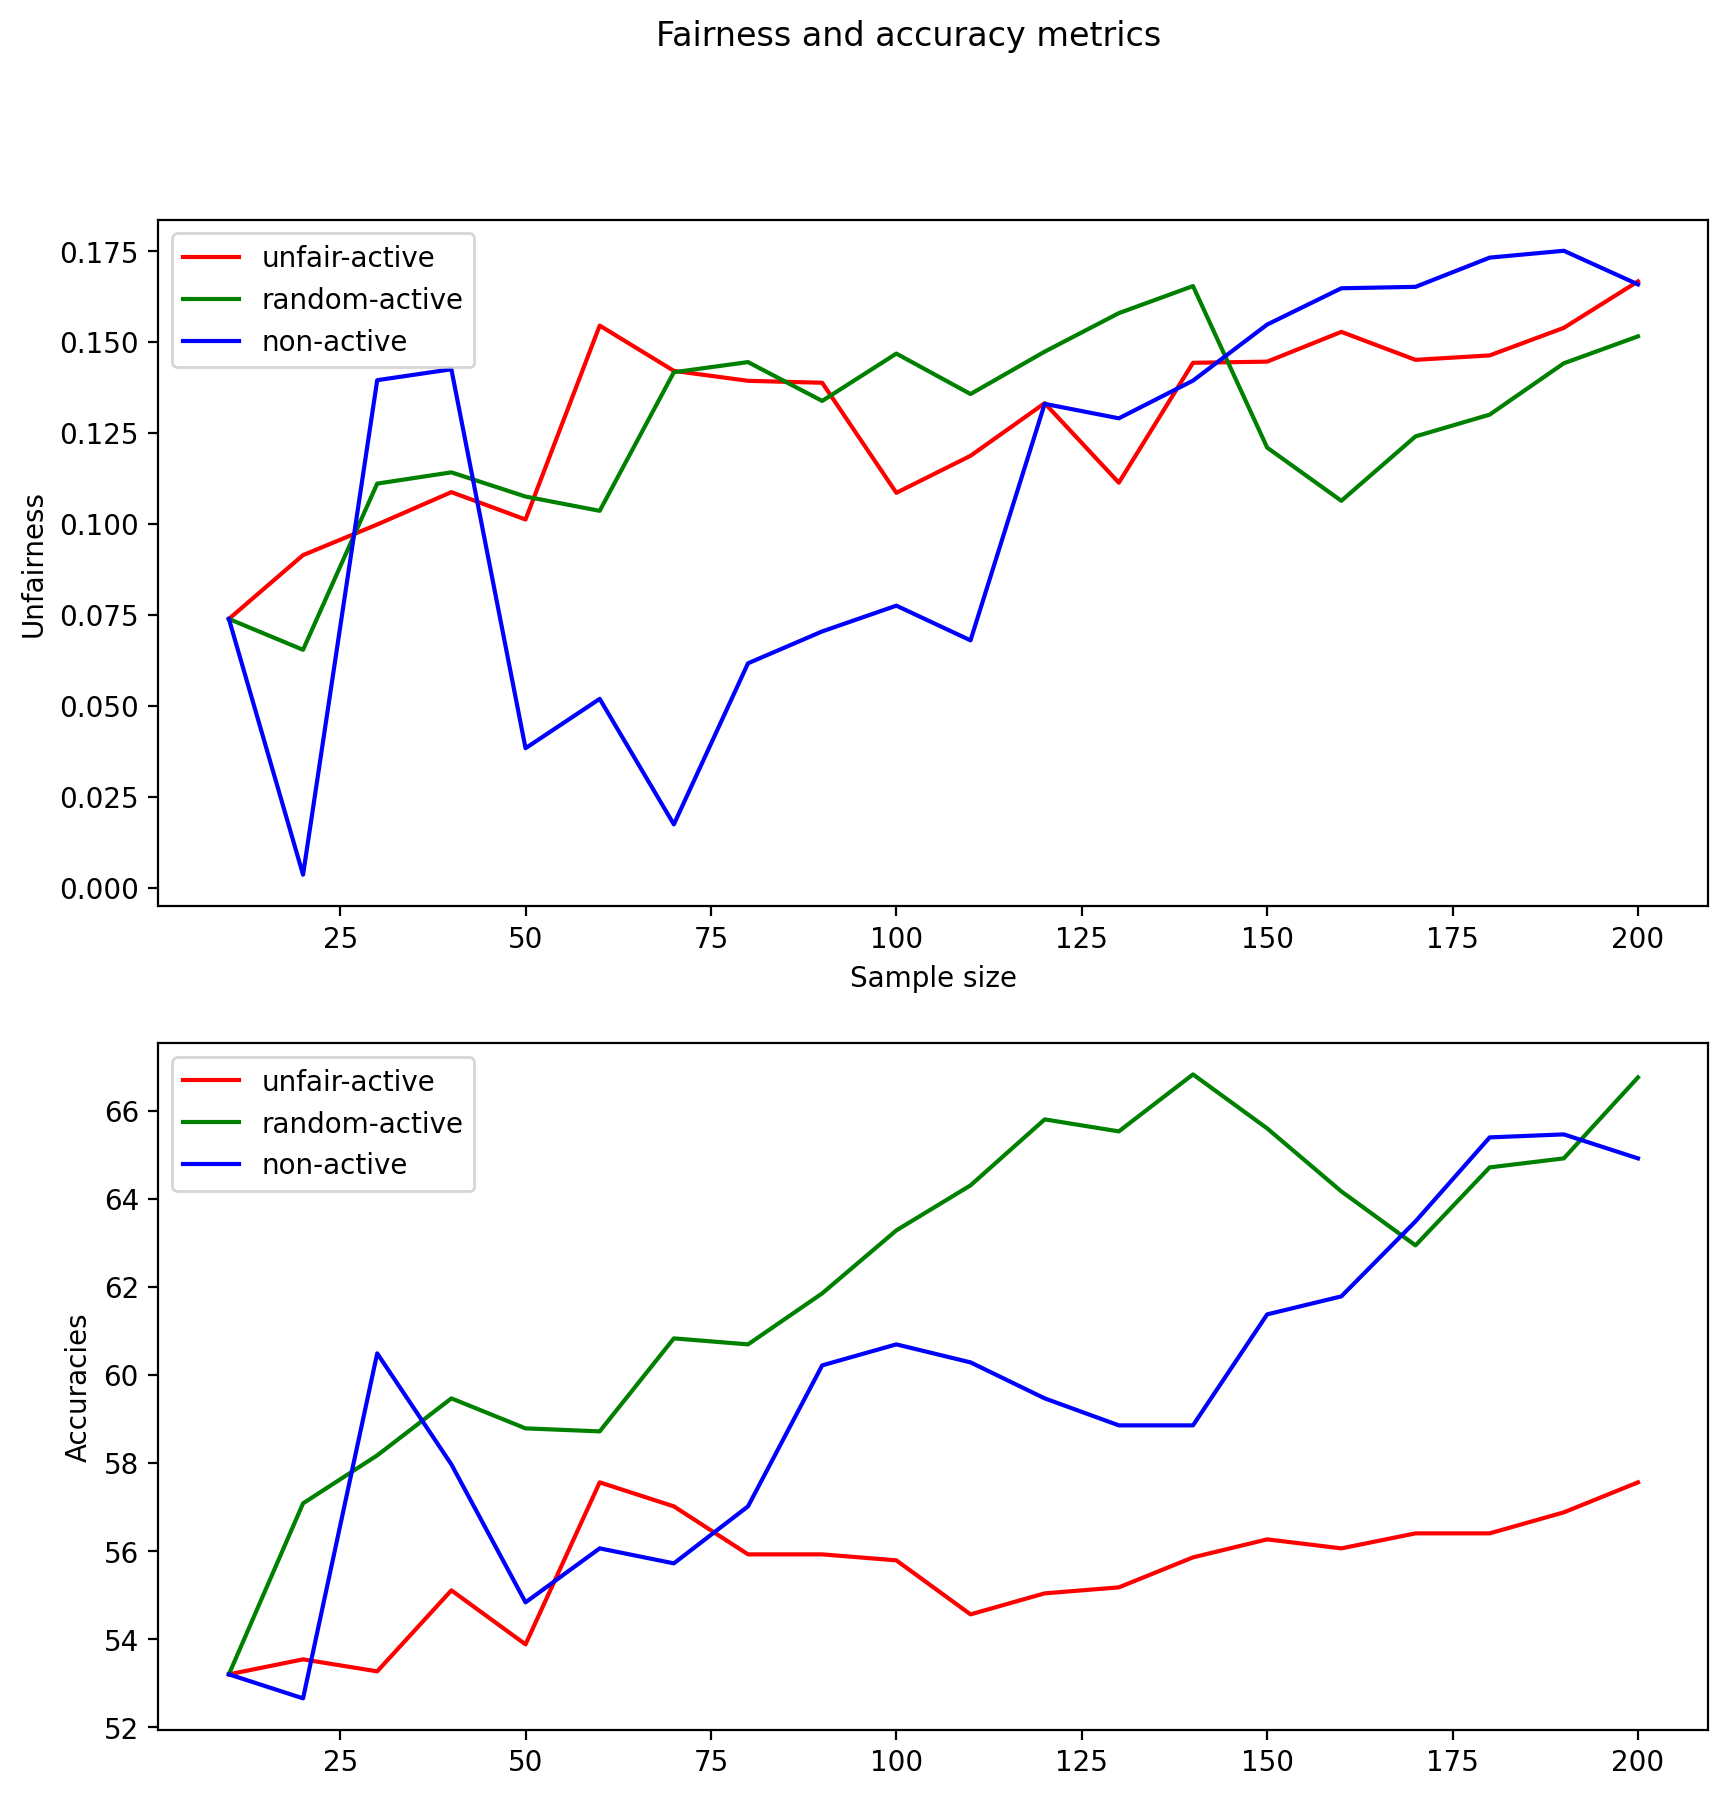 Fairness and accuracy metrics
unfair-active
random-active
non-active
0.175
0.150
0.125
0.100
0.075
0.050
0.025
0.000
Unfairness
25 50 75 100 125 150 175 200
Sample size
unfair-active
random-active
non-active
66
64
62
60
58
56
54
52
Accuracies
25 50 75 100 125 150 175 200